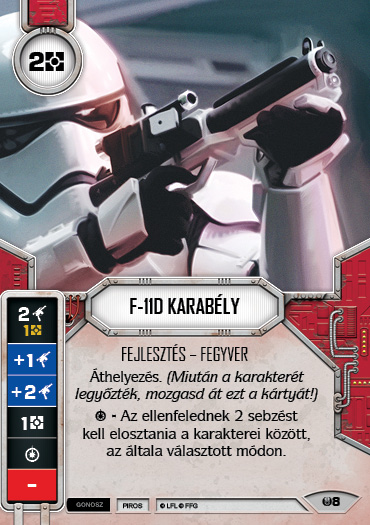 2
F-11D KARABÉLY
FEJLESZTÉS – FEGYVER
Áthelyezés. (Miután a karakterét
legyőzték, mozgasd át ezt a kártyát!)
- Az ellenfelednek 2 sebzést
kell elosztania a karakterei között,
az általa választott módon.
2
1
+1
+2
1
–
GONOSZ
PIROS
© LFL © FFG
8